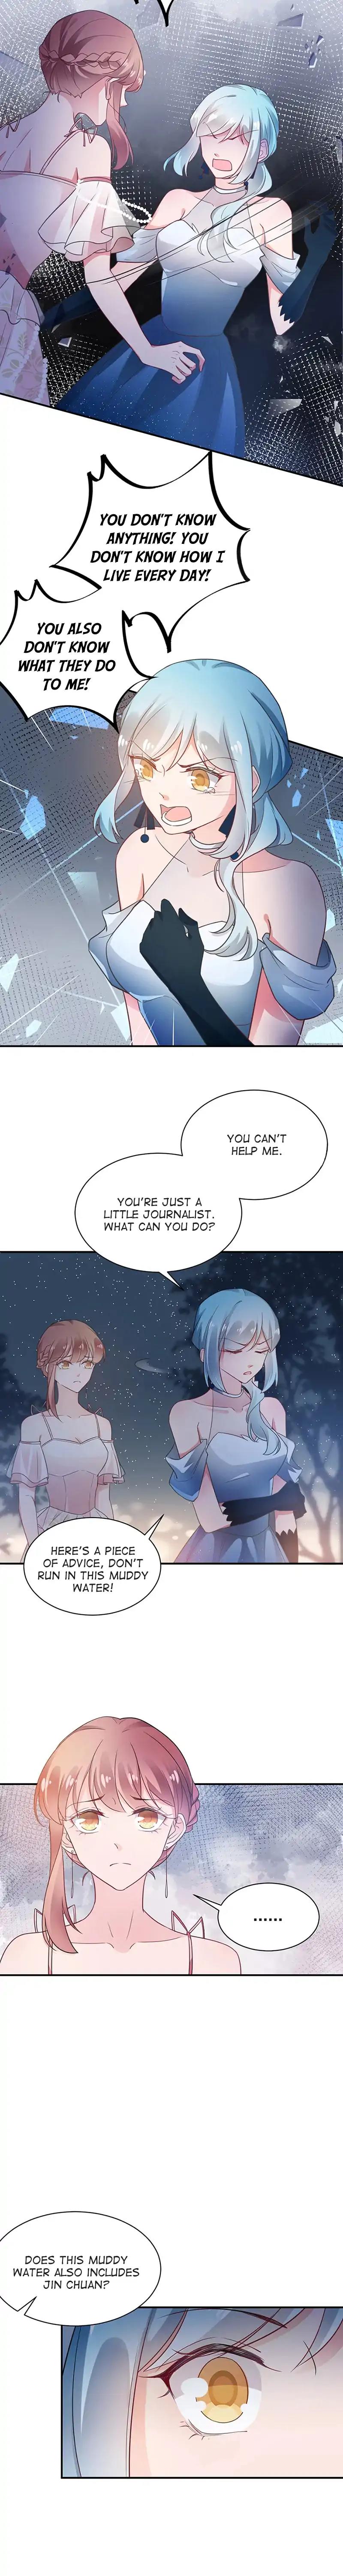 YOU DON'T KNOW
ANYTHING! YOU
DON'T KNOW HOW I
LIVE EVERY DAY!
YOU ALSO
DON'T KNOW
WHAT THEY DO
TO ME!
YOU CAN'T
HELP ME.
YOU'RE JUST A
LITTLE JOURNALIST.
WHAT CAN YOU DO?
HERE'S A PIECE
OF ADVICE, DON'T
RUN IN THIS MUDDY
WATER!
......
DOES THIS MUDDY
WATER ALSO INCLUDES
JIN CHUAN?